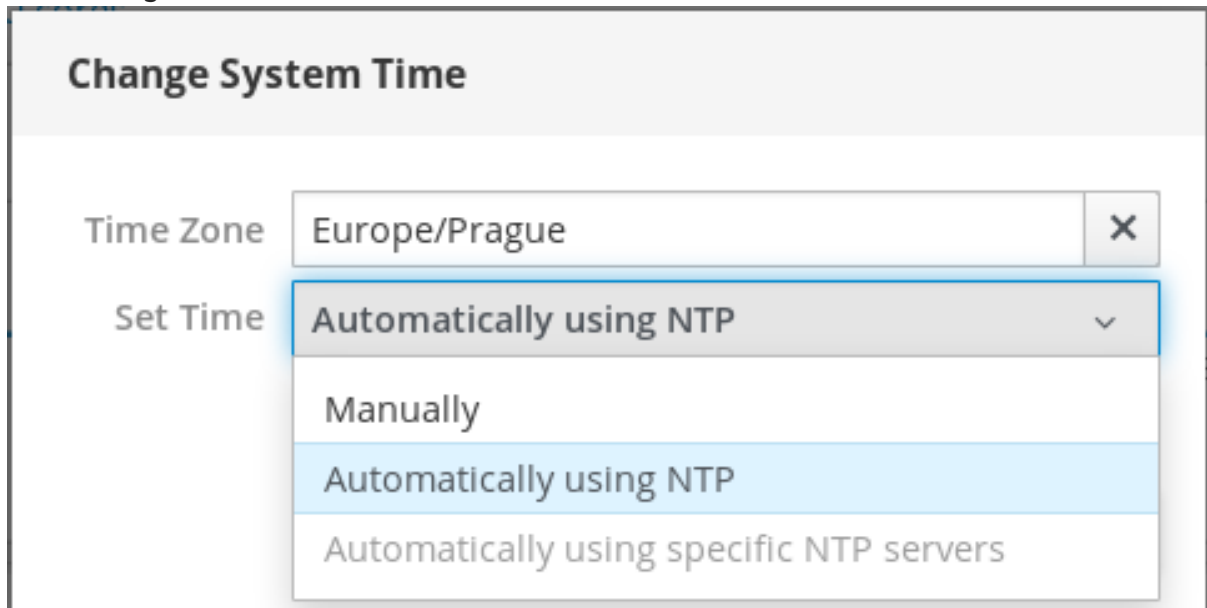 Change System Time
Time Zone Europe/Prague
Set Time Automatically using NTP
Manually
Automatically using NTP
Automatically using specific NTP servers